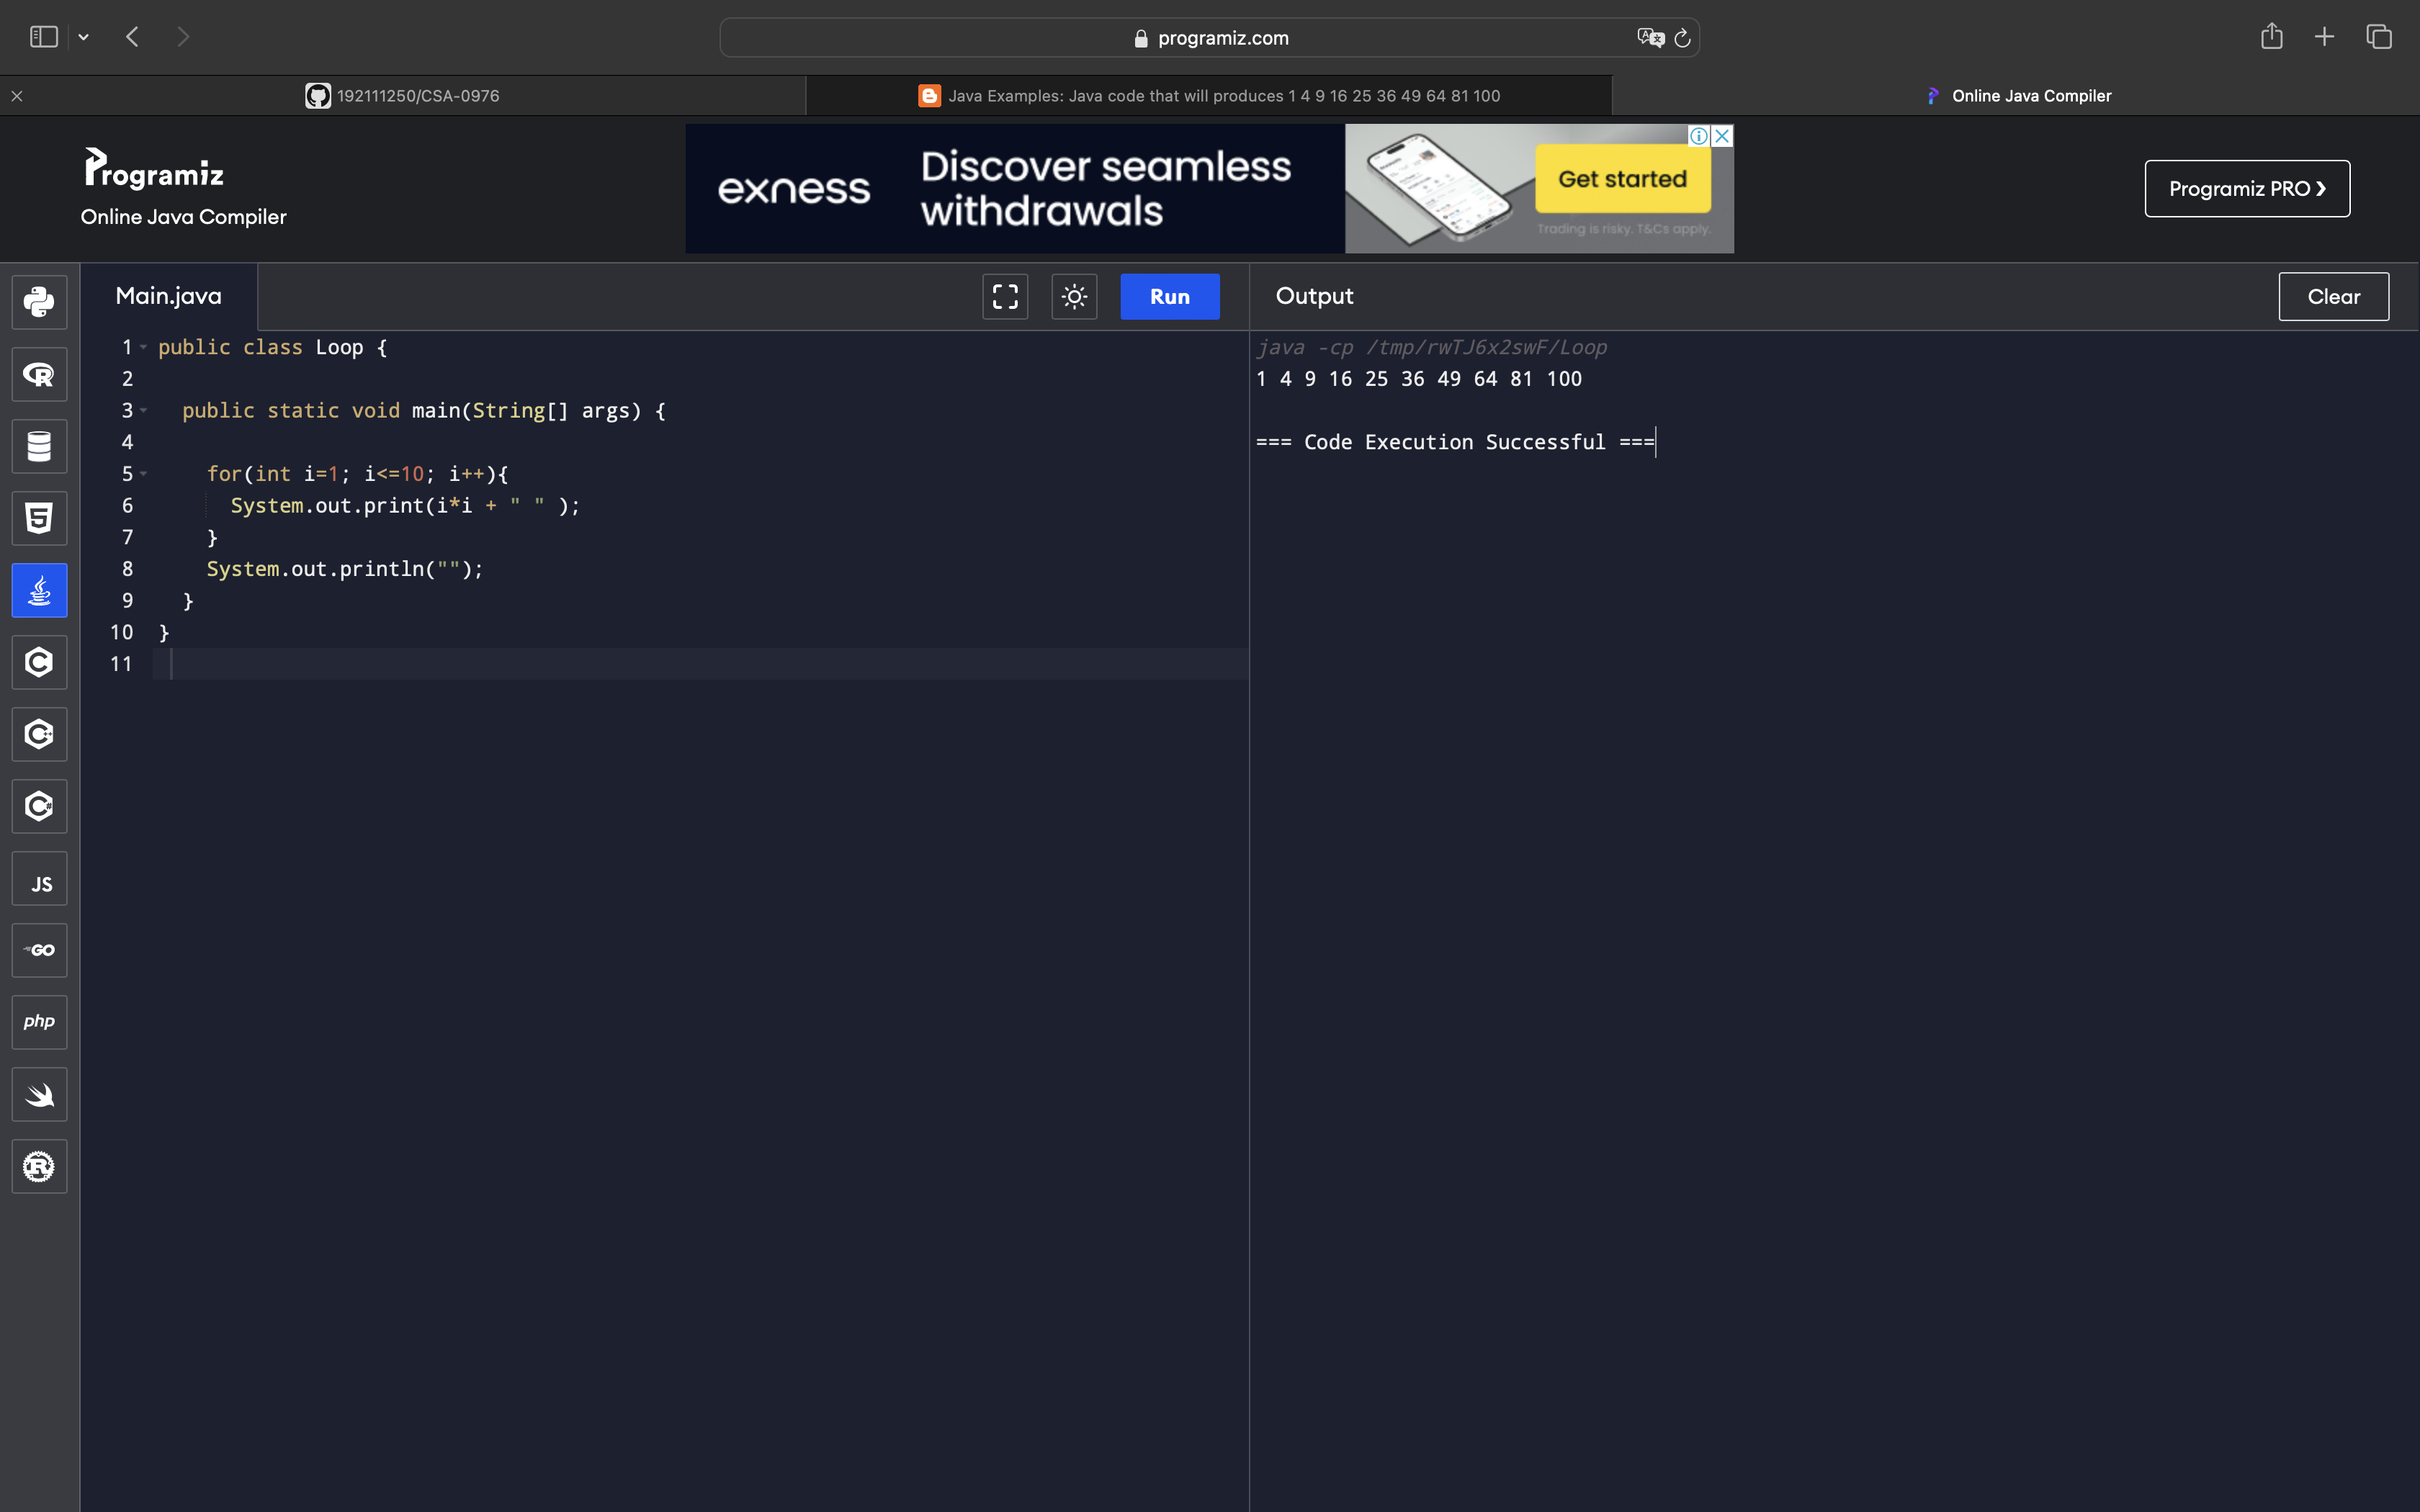 programiz.com
192111250/CSA-0976
Java Examples: Java code that will produces 1 4 9 16 25 36 49 64 81 100
Online Java Compiler
Programiz
Online Java Compiler
exness
Discover seamless
withdrawals
Get started
Trading is risky. T&Cs apply.
Programiz PRO ❯
Main.java
Run
Output
Clear
1 public class Loop {
2
3   public static void main(String[] args) {
4
5     for(int i=1; i<=10; i++){
6       System.out.print(i*i + " " );
7     }
8     System.out.println("");
9   }
10 }
11
java -cp /tmp/rwTJ6x2swF/Loop
1 4 9 16 25 36 49 64 81 100
=== Code Execution Successful ===
R
5
C
C++
C#
JS
GO
php
R